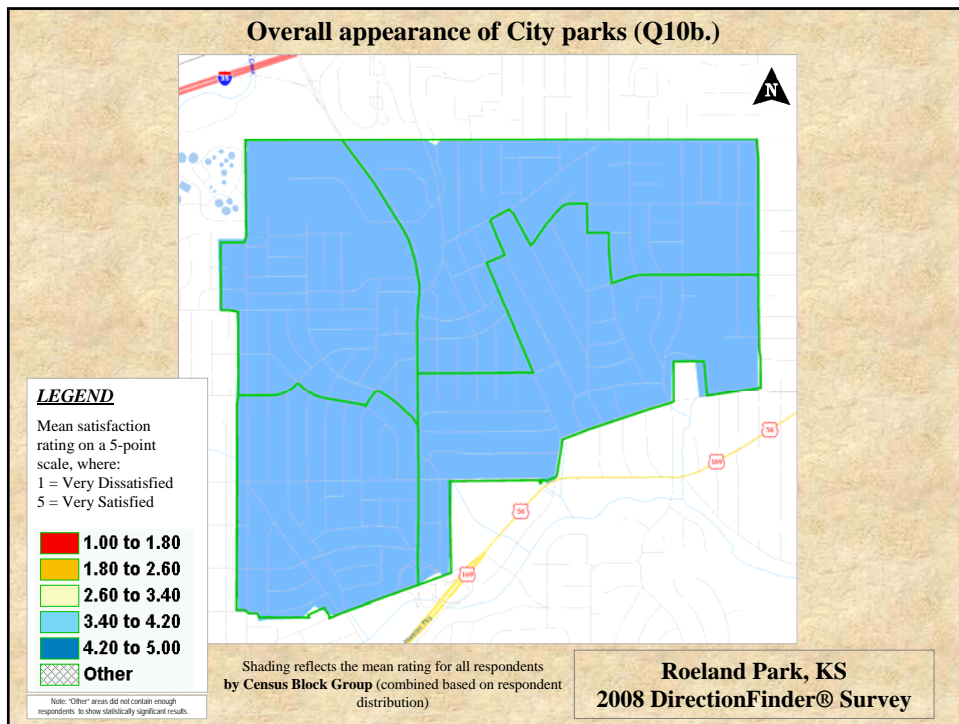 Overall appearance of City parks (Q10b.)
35
N
LEGEND
Mean satisfaction
rating on a 5-point
scale, where:
1 = Very Dissatisfied
5 = Very Satisfied
1.00 to 1.80
1.80 to 2.60
2.60 to 3.40
3.40 to 4.20
4.20 to 5.00
Other
Note: "Other" areas did not contain enough
respondents to show statistically significant results.
56
169
56
169
Shading reflects the mean rating for all respondents
by Census Block Group (combined based on respondent
distribution)
Roeland Park, KS
2008 DirectionFinder® Survey